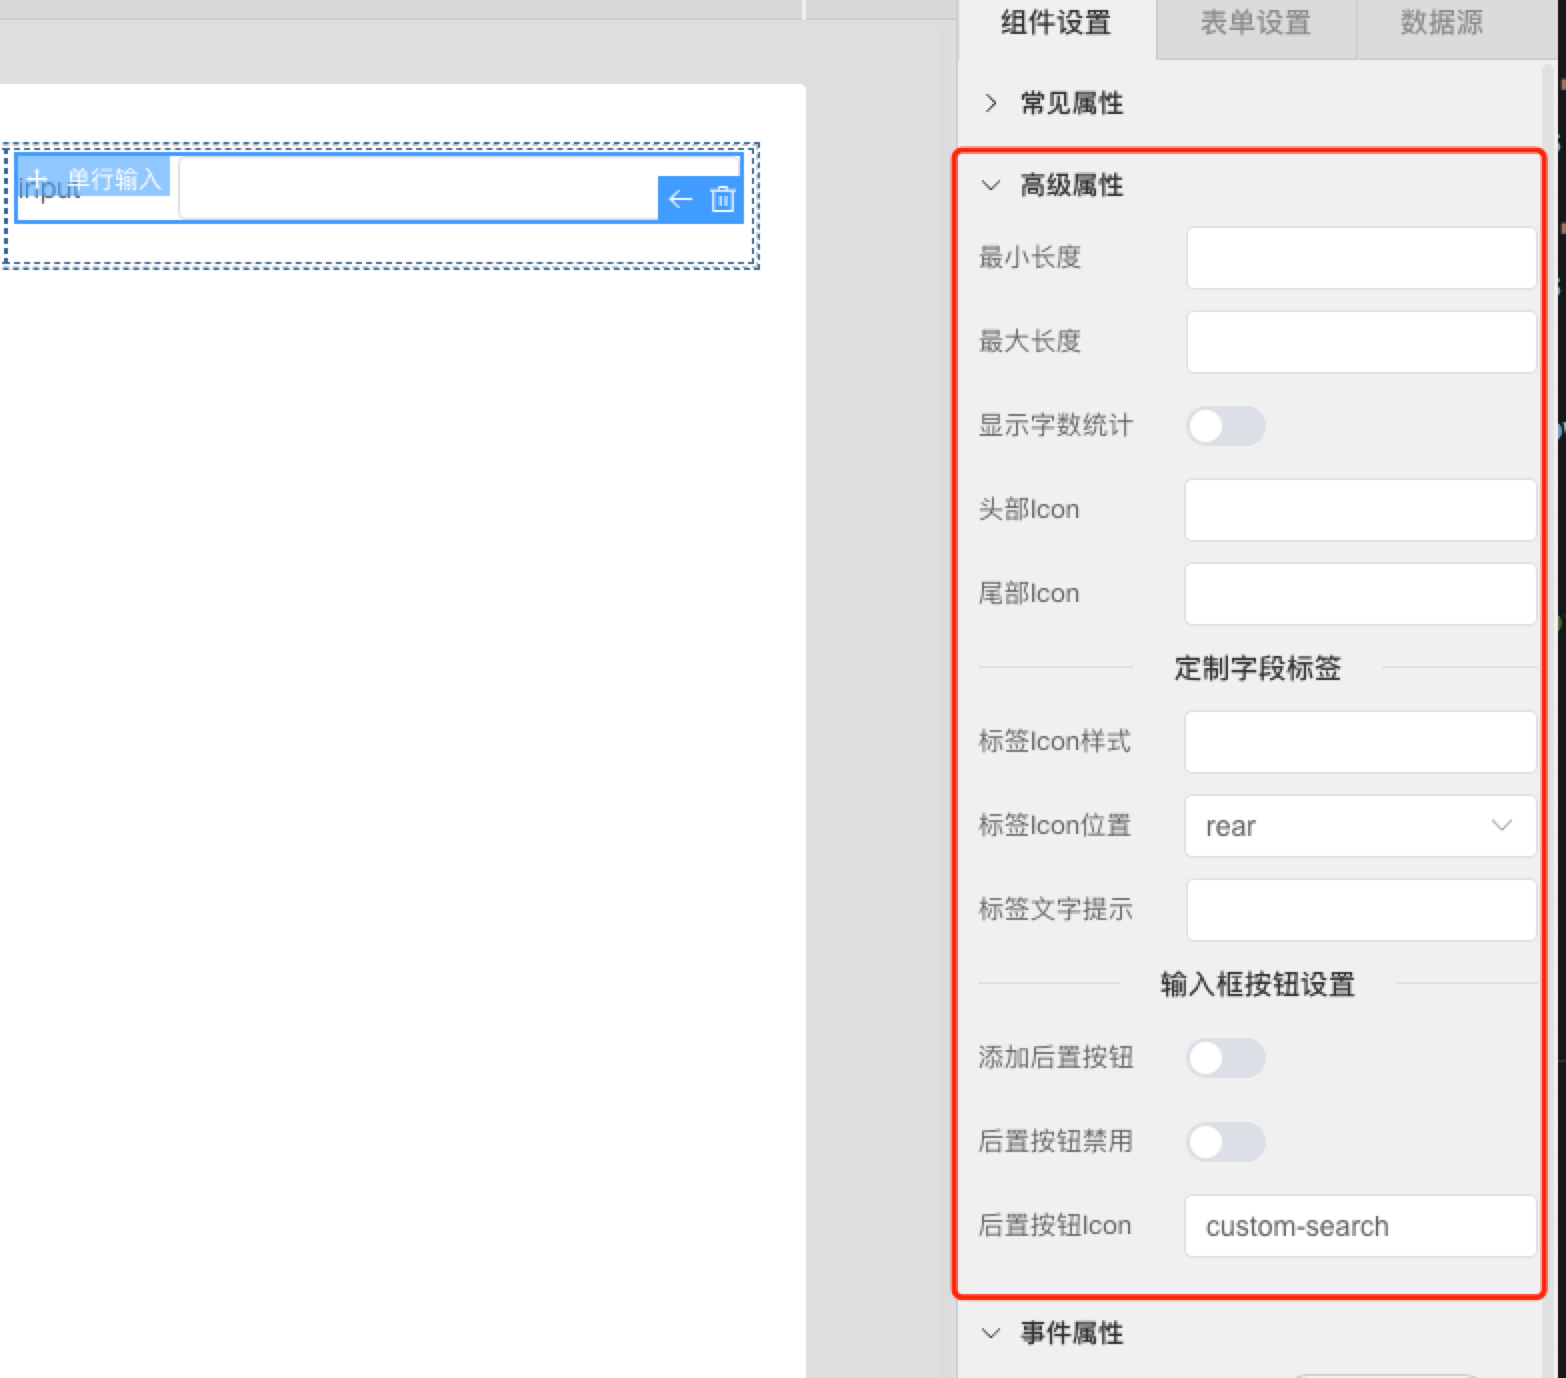 组件设置
表单设置
数据源
常见属性
单行输入
input
高级属性
最小长度
最大长度
显示字数统计
头部Icon
尾部Icon
定制字段标签
标签Icon样式
标签Icon位置
rear
标签文字提示
输入框按钮设置
添加后置按钮
后置按钮禁用
后置按钮Icon
custom-search
事件属性